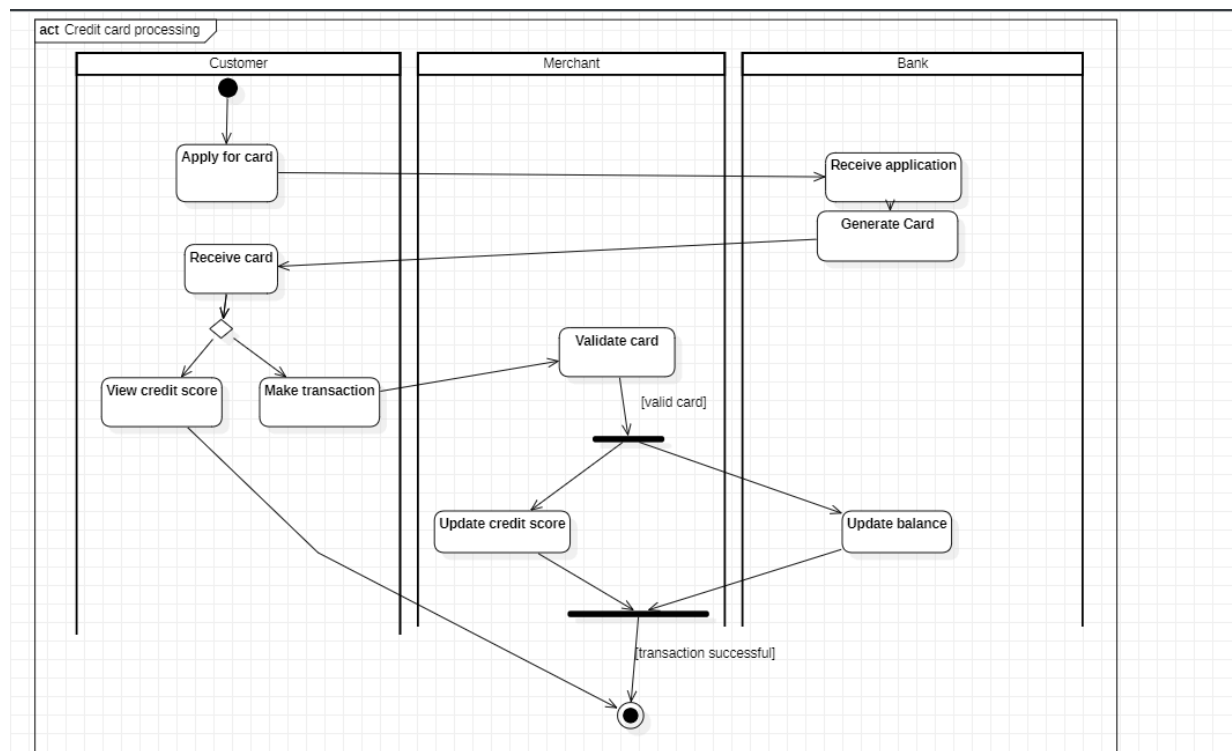 act Credit card processing
Customer
Merchant
Bank
Apply for card
Receive application
Generate Card
Receive card
Validate card
View credit score
Make transaction
[valid card]
Update credit score
Update balance
[transaction successful]